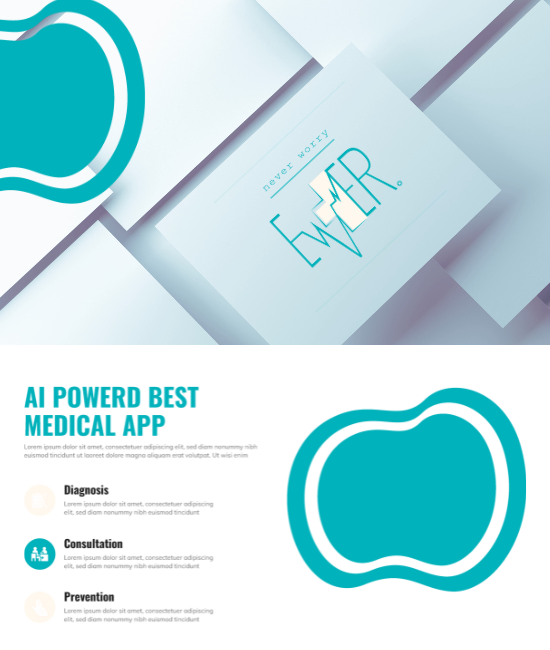 never worry
EWER.
AI POWERD BEST
MEDICAL APP
Lorem ipsum dolor sit amet, consectetuer adipiscing elit, sed diam nonummy nibh
euismod tincidunt ut laoreet dolore magna aliquam erat volutpat. Ut wisi enim
Diagnosis
Lorem ipsum dolor sit amet, consectetuer adipiscing
elit, sed diam nonummy nibh euismod tincidunt
Consultation
Lorem ipsum dolor sit amet, consectetuer adipiscing
elit, sed diam nonummy nibh euismod tincidunt
Prevention
Lorem ipsum dolor sit amet, consectetuer adipiscing
elit, sed diam nonummy nibh euismod tincidunt